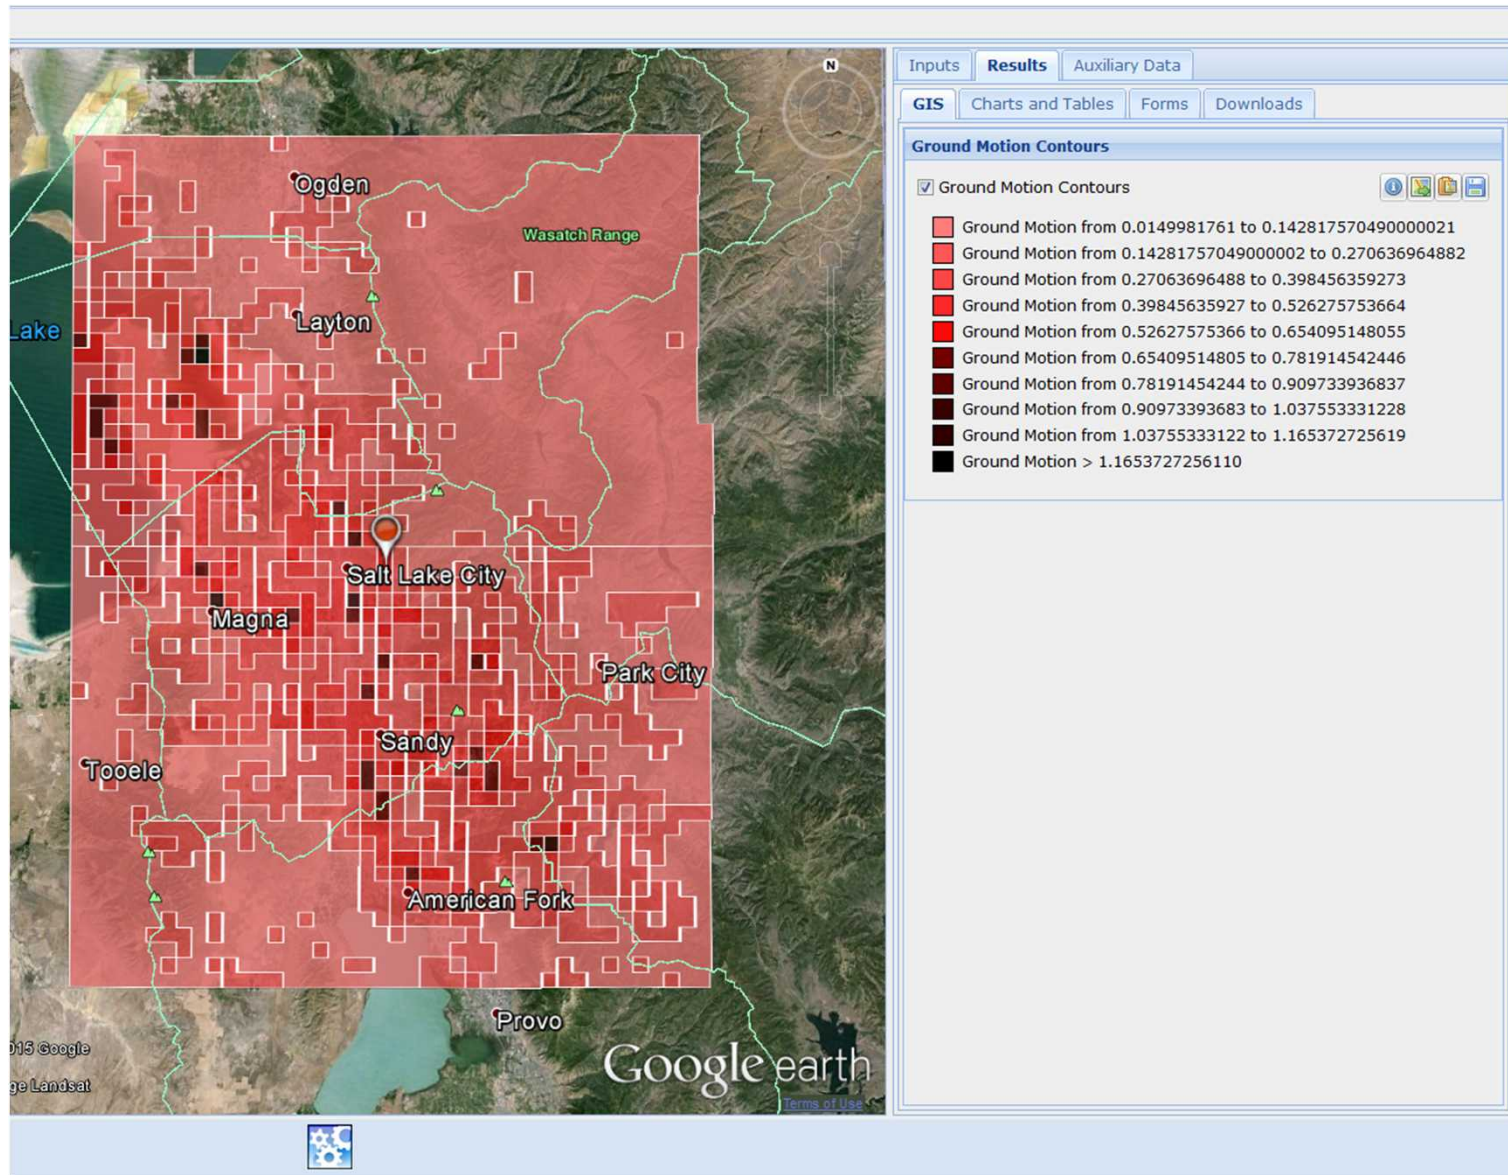 N
Ogden
Wasatch Range
Layton
Lake
Salt Lake City
Magna
Park City
Sandy
Tooele
American Fork
Provo
015 Google
ge Landsat
Google earth
Terms of Use
Inputs Results Auxiliary Data
GIS Charts and Tables Forms Downloads
Ground Motion Contours
Ground Motion Contours
Ground Motion from 0.0149981761 to 0.142817570490000021
Ground Motion from 0.14281757049000002 to 0.270636964882
Ground Motion from 0.27063696488 to 0.398456359273
Ground Motion from 0.39845635927 to 0.526275753664
Ground Motion from 0.52627575366 to 0.654095148055
Ground Motion from 0.65409514805 to 0.781914542446
Ground Motion from 0.78191454244 to 0.909733936837
Ground Motion from 0.90973393683 to 1.037553331228
Ground Motion from 1.03755333122 to 1.165372725619
Ground Motion > 1.1653727256110